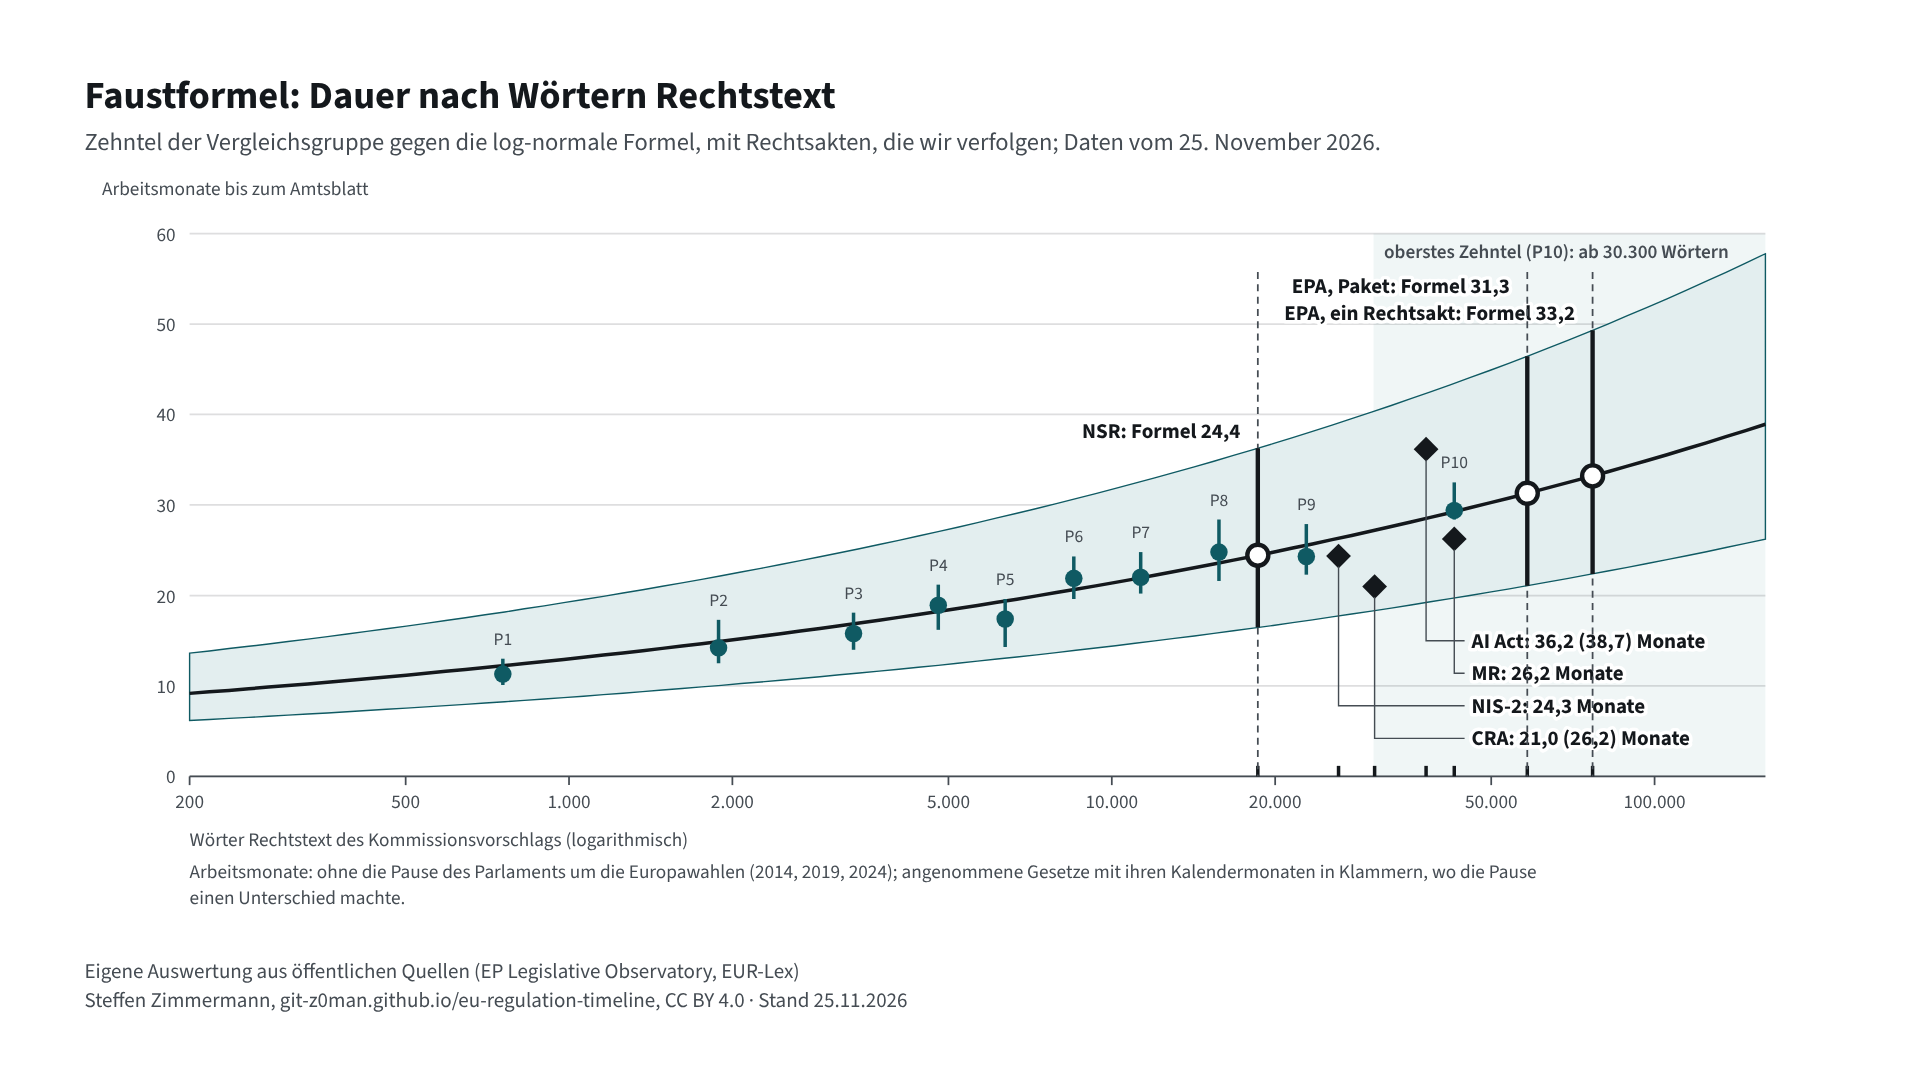 Faustformel: Dauer nach Wörtern Rechtstext
Zehntel der Vergleichsgruppe gegen die log-normale Formel, mit Rechtsakten, die wir verfolgen; Daten vom 25. November 2026.
Arbeitsmonate bis zum Amtsblatt
60
oberstes Zehntel (P10): ab 30.300 Wörtern
EPA, Paket: Formel 31,3
EPA, ein Rechtsakt: Formel 33,2
50
40
NSR: Formel 24,4
P10
30
P8
P9
P7
P6
P4
P5
20
P3
P2
P1
AI Act: 36,2 (38,7) Monate
MR: 26,2 Monate
10
NIS-2: 24,3 Monate
CRA: 21,0 (26,2) Monate
0
200 500 1.000 2.000 5.000 10.000 20.000 50.000 100.000
Wörter Rechtstext des Kommissionsvorschlags (logarithmisch)
Arbeitsmonate: ohne die Pause des Parlaments um die Europawahlen (2014, 2019, 2024); angenommene Gesetze mit ihren Kalendermonaten in Klammern, wo die Pause
einen Unterschied machte.
Eigene Auswertung aus öffentlichen Quellen (EP Legislative Observatory, EUR-Lex)
Steffen Zimmermann, git-z0man.github.io/eu-regulation-timeline, CC BY 4.0 · Stand 25.11.2026